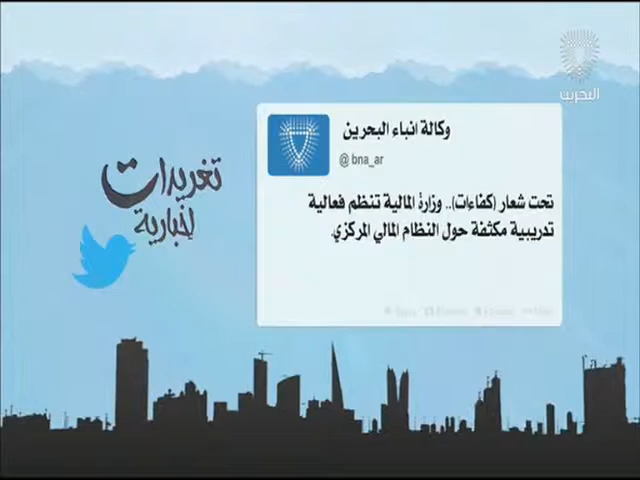 البحرين
وكالة انباء البحرين
@bna_ar
تغريدات
إخبارية
تحت شعار (كفاءات).. وزارة المالية تنظم فعالية
تدريبية مكثفة حول النظام المالي المركزي